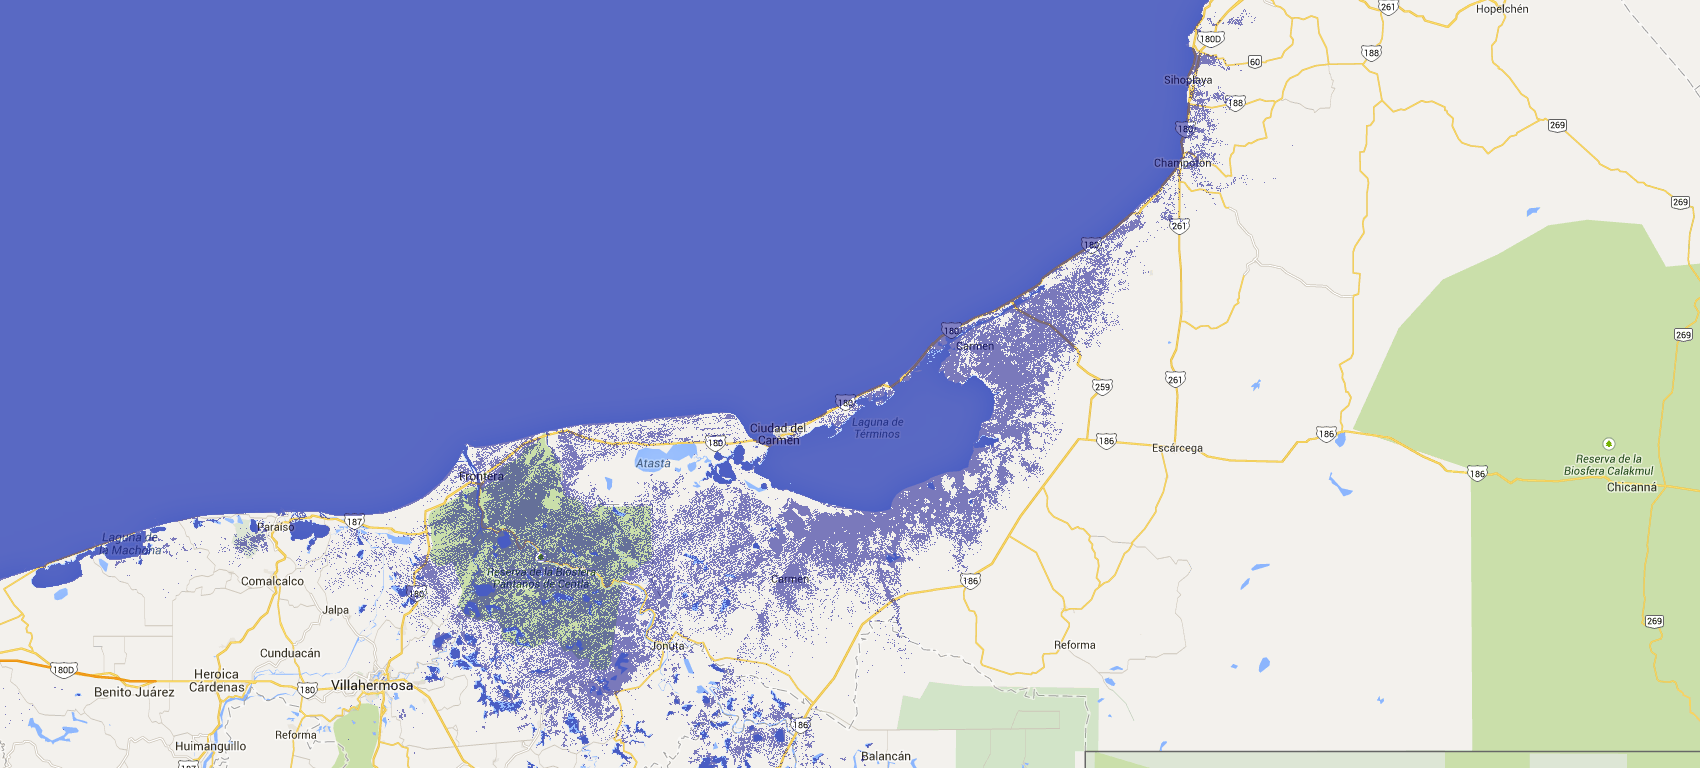 261
Hopelchén
180D
188
60
Sihoplaya
188
180
269
Champotón
269
261
180
269
180
Carmen
259
261
180
Ciudad del
Carmen
Laguna de
Términos
180
186
186
Escárcega
Atasta
Reserva de la
Biosfera Calakmul
186
Chicanná
Frontera
187
Paraíso
Laguna de
la Machona
Reserva de la Biosfera
Pantanos de Centla
Comalcalco
Carmen
186
180
Jalpa
269
Jonuta
Reforma
Cunduacán
180D
Heroica
Cárdenas
180
Villahermosa
Benito Juárez
186
Reforma
Huimanguillo
Balancán
187
269